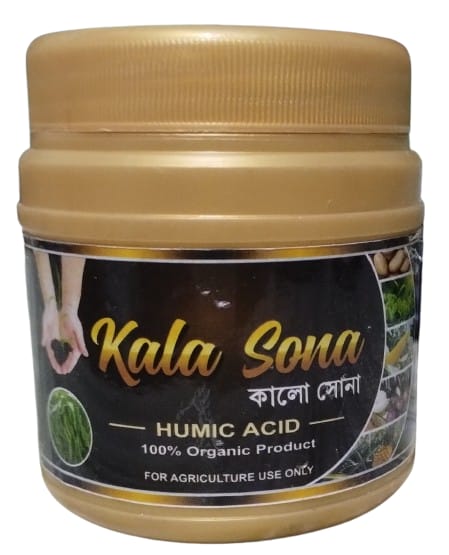 Kala Sona
কালো সোনা
HUMIC ACID
100% Organic Product
FOR AGRICULTURE USE ONLY